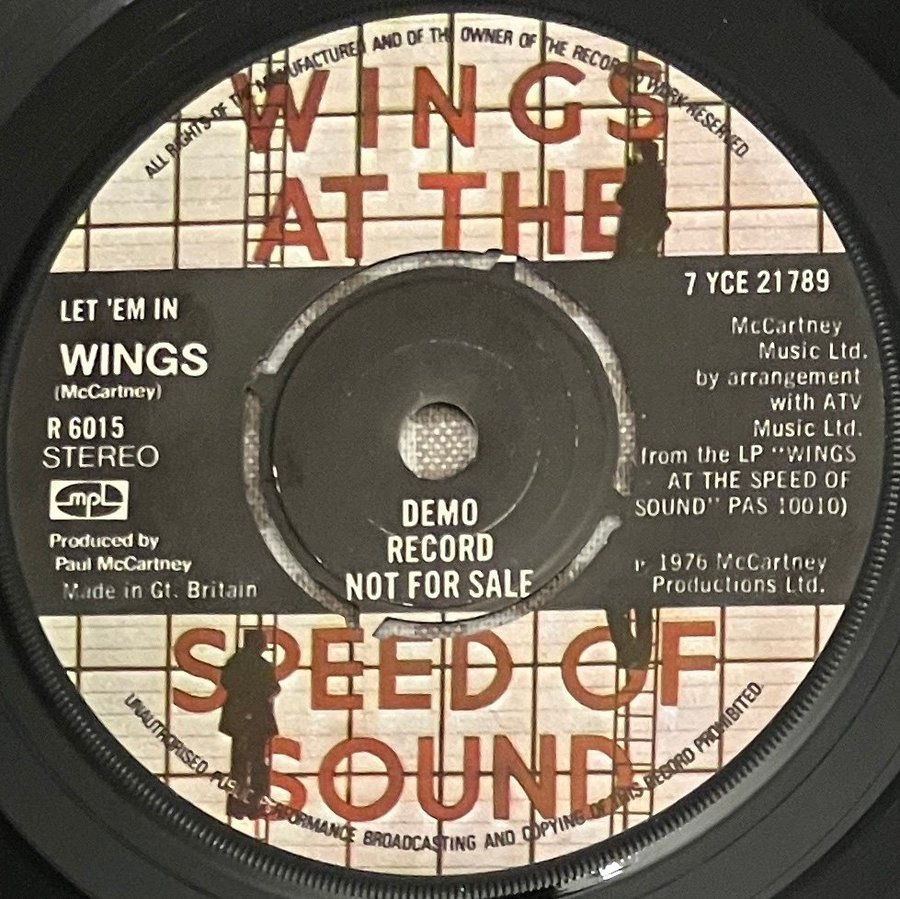 ALL RIGHTS OF THE MANUFACTURER AND OF THE OWNER OF THE RECORDED WORK RESERVED
WINGS
AT THE
LET 'EM IN
WINGS
(McCartney)
R 6015
STEREO
mpl
Produced by
Paul McCartney
Made in Gt. Britain
7 YCE 21789
McCartney
Music Ltd.
by arrangement
with ATV
Music Ltd.
from the LP "WINGS
AT THE SPEED OF
SOUND" PAS 10010)
℗ 1976 McCartney
Productions Ltd.
DEMO
RECORD
NOT FOR SALE
SPEED OF
SOUND
UNAUTHORISED PUBLIC PERFORMANCE BROADCASTING AND COPYING OF THIS RECORD PROHIBITED